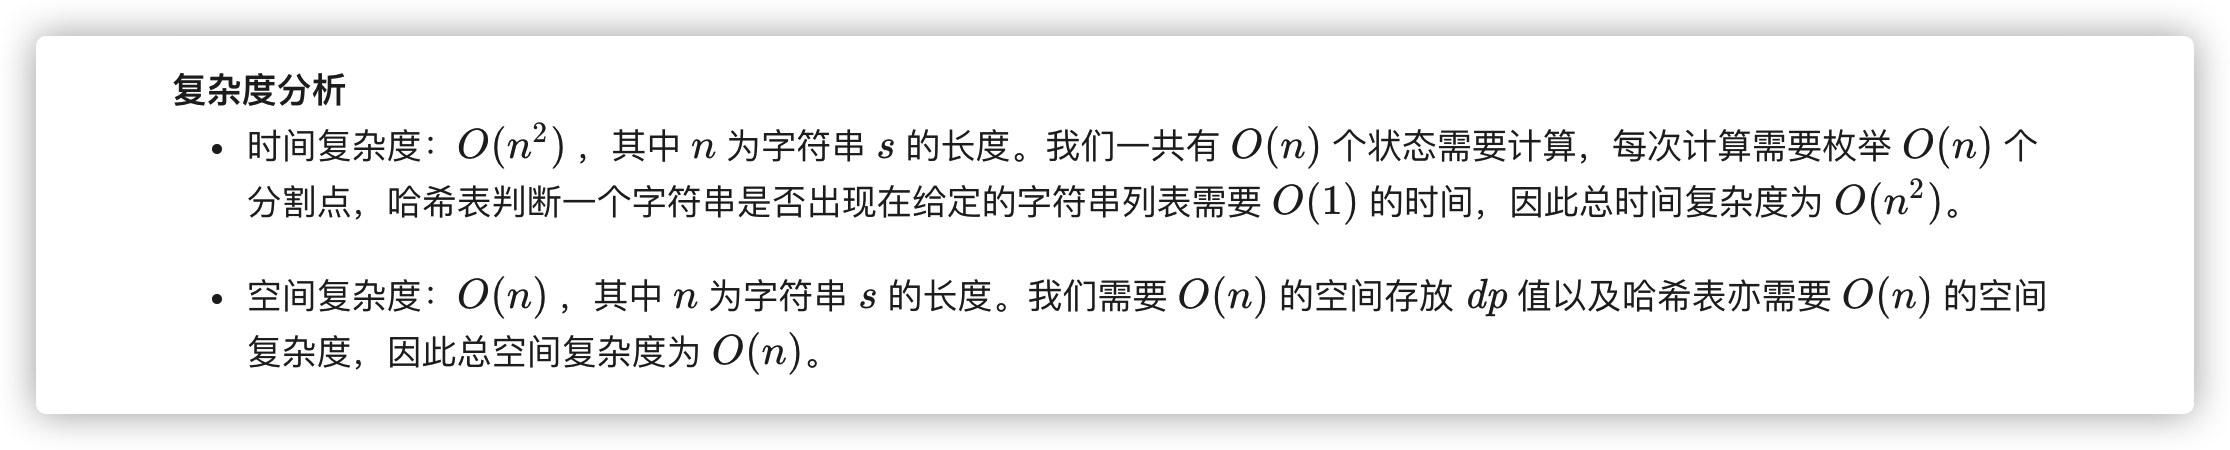 复杂度分析
• 时间复杂度：O(n²)，其中 n 为字符串 s 的长度。我们一共有 O(n) 个状态需要计算，每次计算需要枚举 O(n) 个
分割点，哈希表判断一个字符串是否出现在给定的字符串列表需要 O(1) 的时间，因此总时间复杂度为 O(n²)。
• 空间复杂度：O(n)，其中 n 为字符串 s 的长度。我们需要 O(n) 的空间存放 dp 值以及哈希表亦需要 O(n) 的空间
复杂度，因此总空间复杂度为 O(n)。